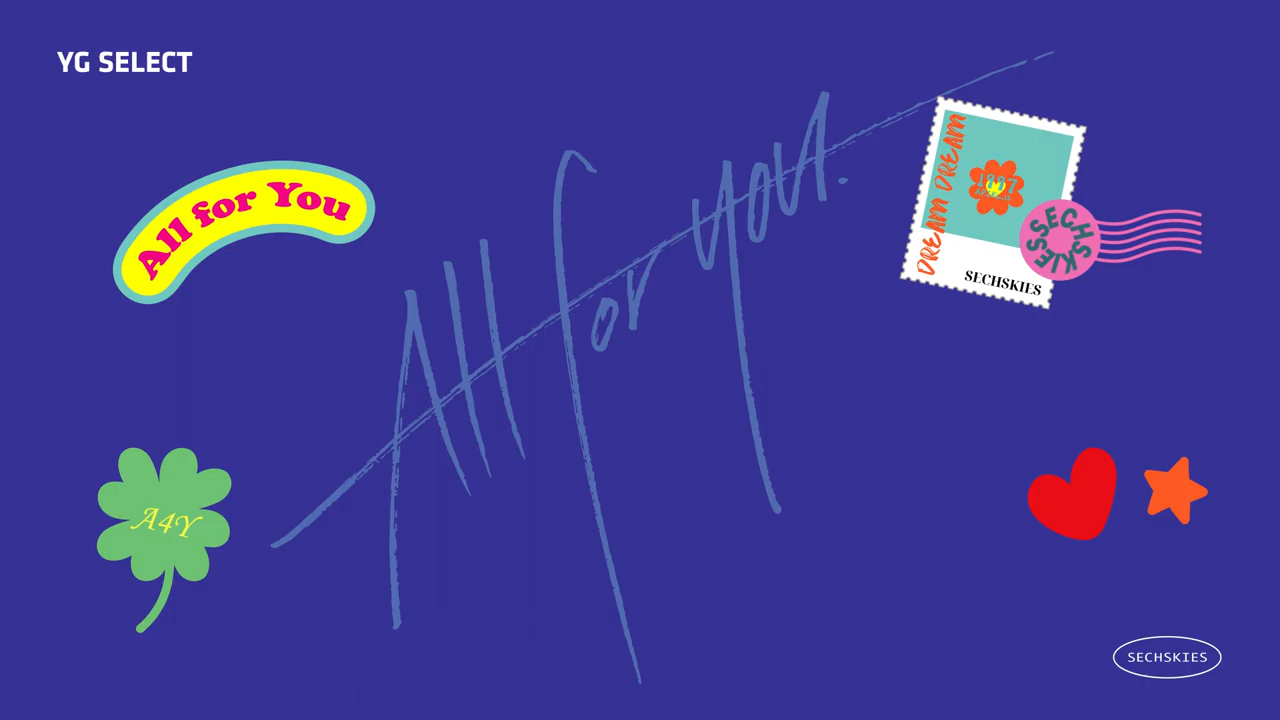 YG SELECT
All for You
All for you.
DREAM DREAM
SECHSKIES
SECHSKIES
A4Y
SECHSKIES